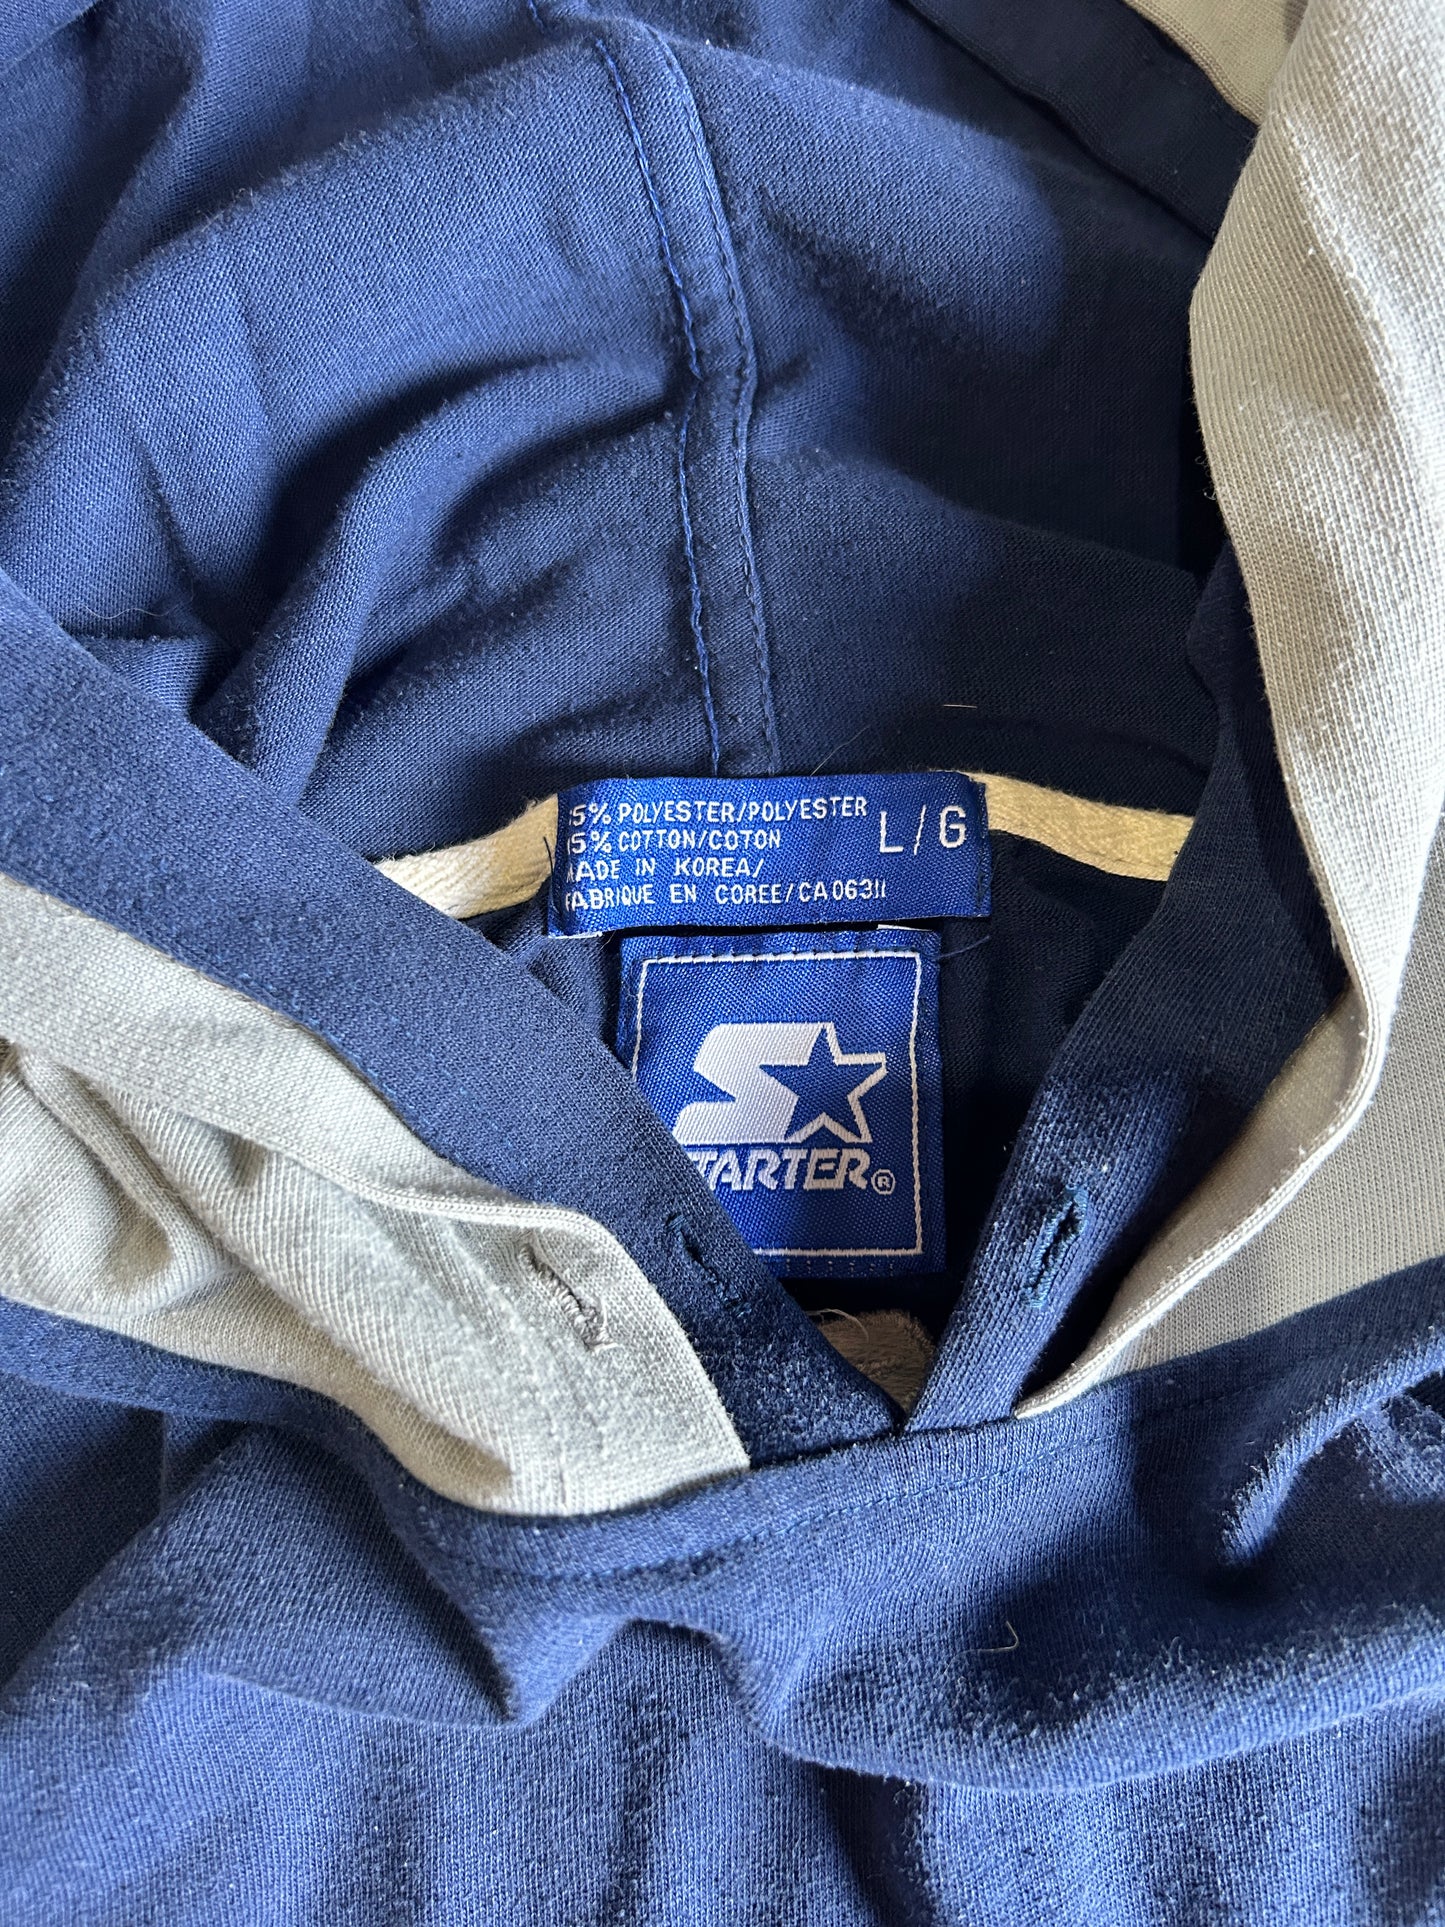 5% POLYESTER/POLYESTER
5% COTTON/COTON
MADE IN KOREA/
FABRIQUE EN COREE/CA06311
L/G
STARTER®